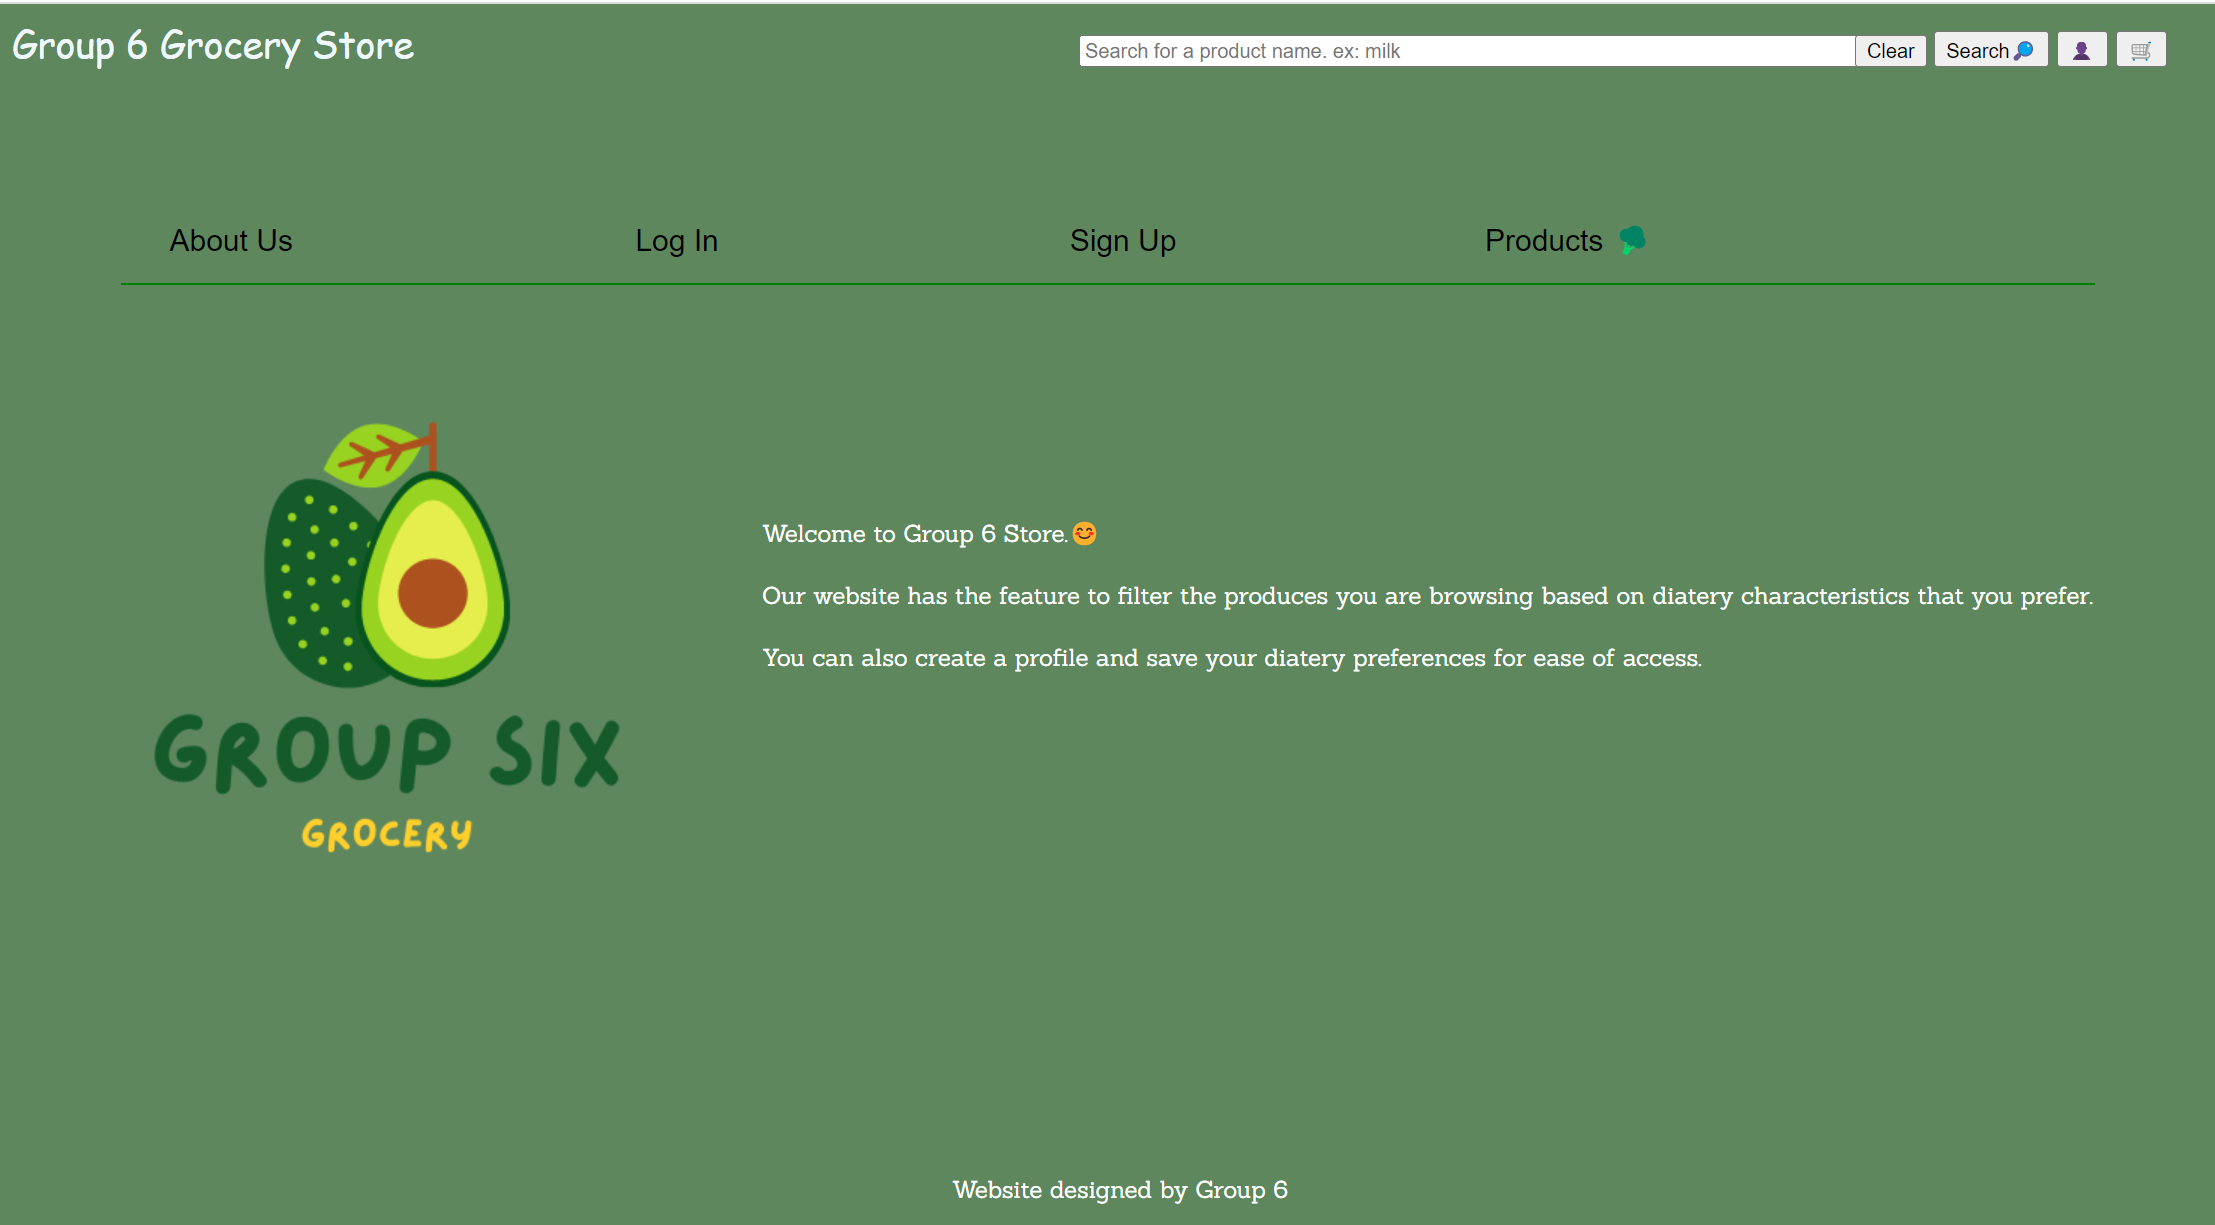 Group 6 Grocery Store
Search for a product name. ex: milk
Clear
Search
About Us
Log In
Sign Up
Products
Welcome to Group 6 Store.
Our website has the feature to filter the produces you are browsing based on diatery characteristics that you prefer.
You can also create a profile and save your diatery preferences for ease of access.
GROUP SIX
GROCERY
Website designed by Group 6